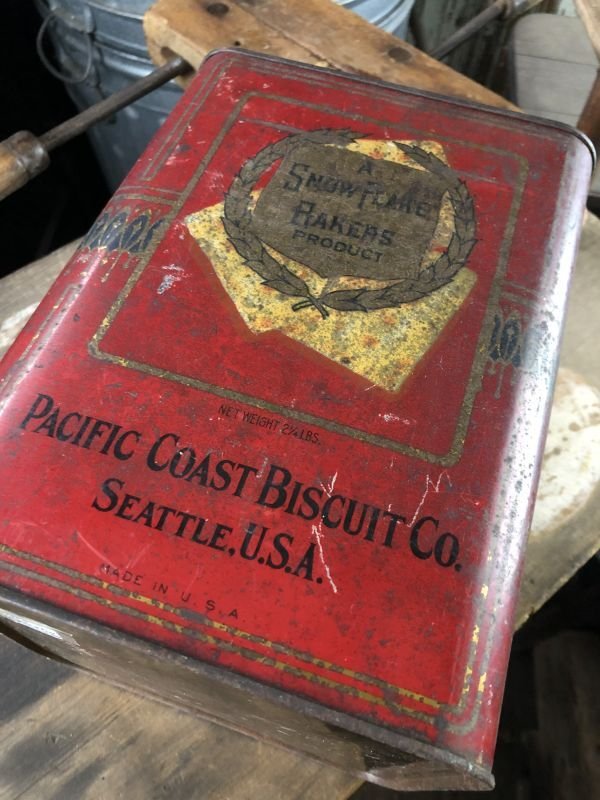 A
SNOW FLAKE
BAKERS
PRODUCT
NET WEIGHT 2¼ LBS.
PACIFIC COAST BISCUIT CO.
SEATTLE, U.S.A.
MADE IN U.S.A